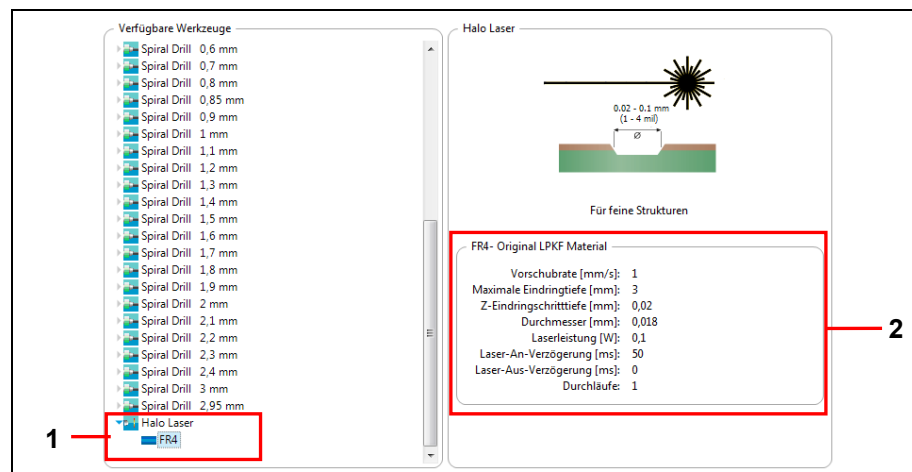 Verfügbare Werkzeuge
Spiral Drill 0,6 mm
Spiral Drill 0,7 mm
Spiral Drill 0,8 mm
Spiral Drill 0,85 mm
Spiral Drill 0,9 mm
Spiral Drill 1 mm
Spiral Drill 1,1 mm
Spiral Drill 1,2 mm
Spiral Drill 1,3 mm
Spiral Drill 1,4 mm
Spiral Drill 1,5 mm
Spiral Drill 1,6 mm
Spiral Drill 1,7 mm
Spiral Drill 1,8 mm
Spiral Drill 1,9 mm
Spiral Drill 2 mm
Spiral Drill 2,1 mm
Spiral Drill 2,2 mm
Spiral Drill 2,3 mm
Spiral Drill 2,4 mm
Spiral Drill 3 mm
Spiral Drill 2,95 mm
Halo Laser
FR4
1
Halo Laser
0.02 - 0.1 mm
(1 - 4 mil)
Ø
Für feine Strukturen
FR4- Original LPKF Material
Vorschubrate [mm/s]: 1
Maximale Eindringtiefe [mm]: 3
Z-Eindringschritttiefe [mm]: 0,02
Durchmesser [mm]: 0,018
Laserleistung [W]: 0,1
Laser-An-Verzögerung [ms]: 50
Laser-Aus-Verzögerung [ms]: 0
Durchläufe: 1
2